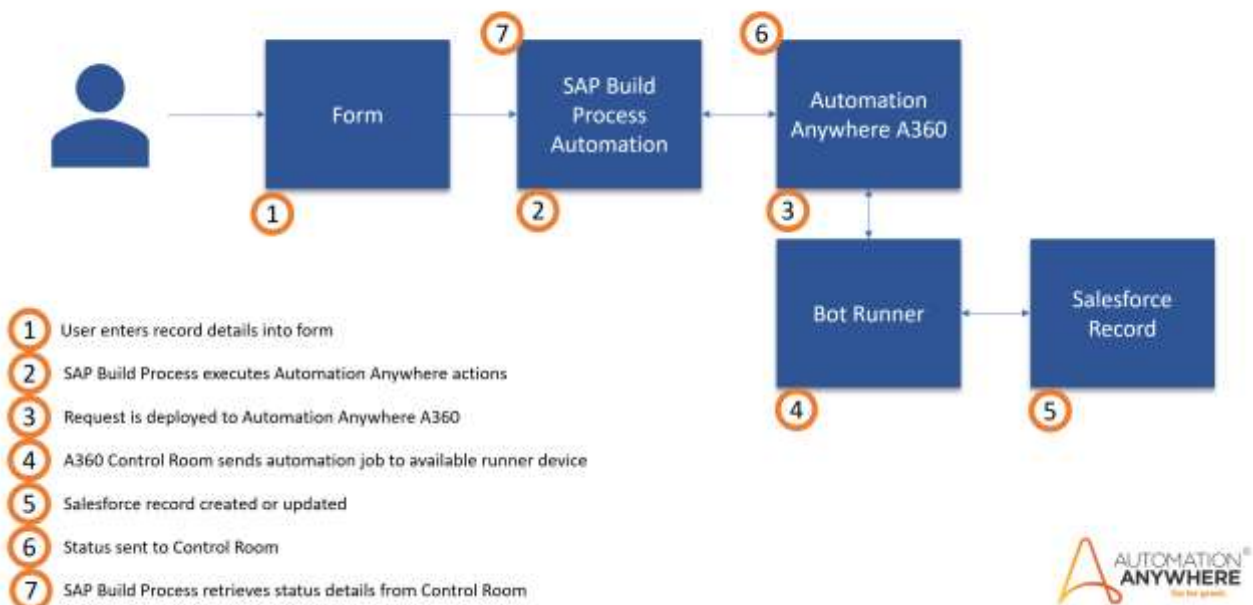 7
6
Form
SAP Build
Process
Automation
Automation
Anywhere A360
1
2
3
Bot Runner
Salesforce
Record
4
5
1 User enters record details into form
2 SAP Build Process executes Automation Anywhere actions
3 Request is deployed to Automation Anywhere A360
4 A360 Control Room sends automation job to available runner device
5 Salesforce record created or updated
6 Status sent to Control Room
7 SAP Build Process retrieves status details from Control Room
AUTOMATION®
ANYWHERE
Go be great.